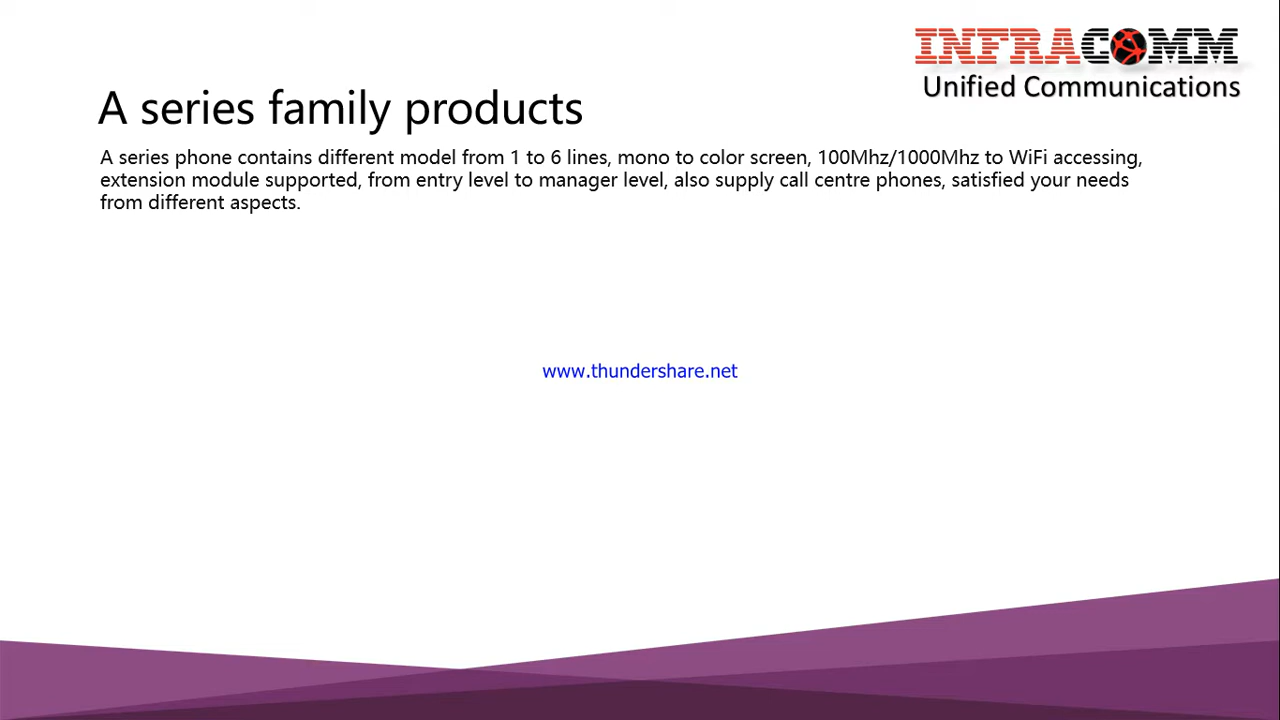 INFRACOMM
Unified Communications
A series family products
A series phone contains different model from 1 to 6 lines, mono to color screen, 100Mhz/1000Mhz to WiFi accessing,
extension module supported, from entry level to manager level, also supply call centre phones, satisfied your needs
from different aspects.
www.thundershare.net